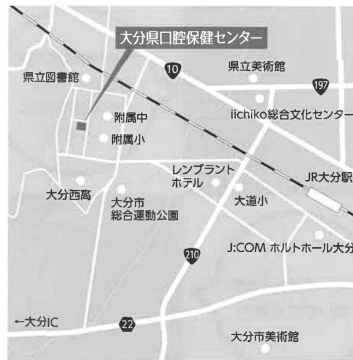 大分県口腔保健センター
県立図書館
10
県立美術館
197
iichiko総合文化センター
附属中
附属小
レンブラント
ホテル
JR大分駅
大分西高
大分市
総合運動公園
大道小
J:COM ホルトホール大分
210
←大分IC
22
大分市美術館